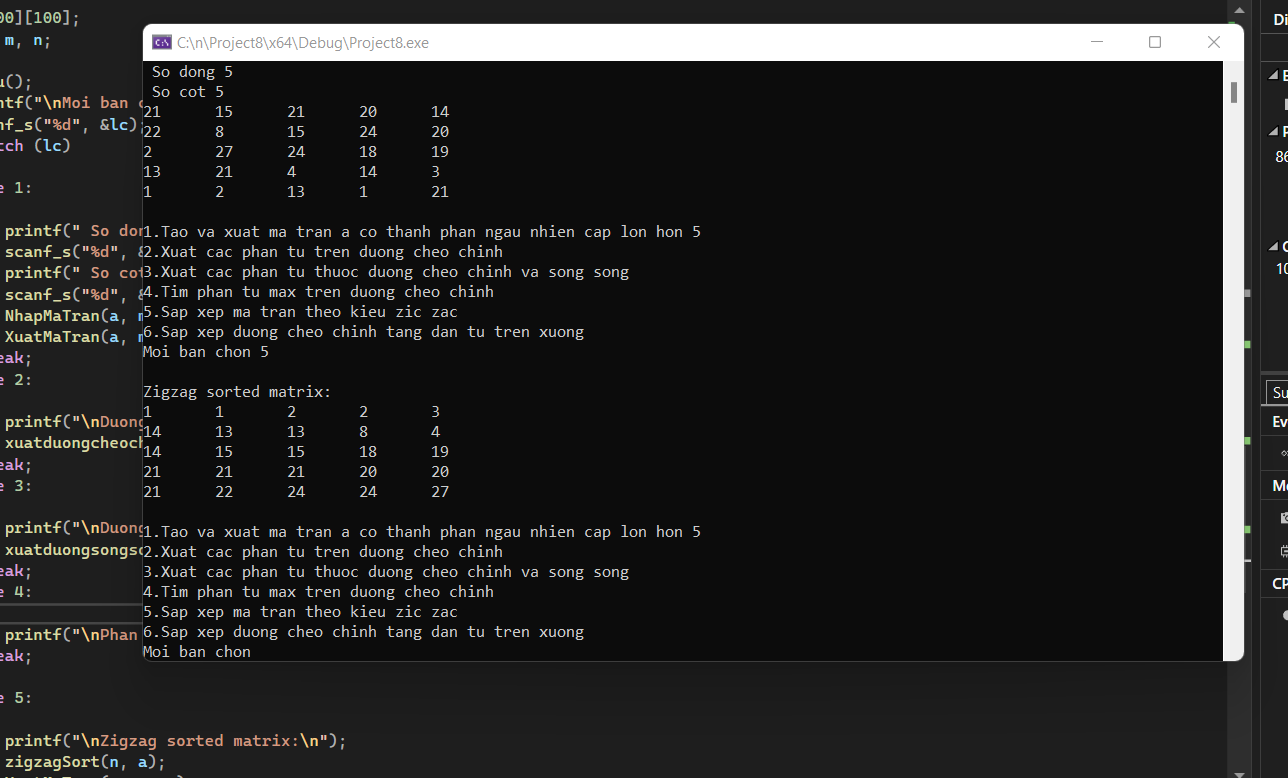 00][100];
m, n;
u();
ntf("\nMoi ban c
nf_s("%d", &lc);
tch (lc)
e 1:
printf(" So don
scanf_s("%d", &
printf(" So cot
scanf_s("%d", &
NhapMaTran(a, m
XuatMaTran(a, m
eak;
e 2:
printf("\nDuong
xuatduongcheoch
eak;
e 3:
printf("\nDuong
xuatduongsongso
eak;
e 4:
printf("\nPhan
eak;
e 5:
printf("\nZigzag sorted matrix:\n");
zigzagSort(n, a);
C:\n\Project8\x64\Debug\Project8.exe
So dong 5
So cot 5
21 15 21 20 14
22 8 15 24 20
2 27 24 18 19
13 21 4 14 3
1 2 13 1 21
1.Tao va xuat ma tran a co thanh phan ngau nhien cap lon hon 5
2.Xuat cac phan tu tren duong cheo chinh
3.Xuat cac phan tu thuoc duong cheo chinh va song song
4.Tim phan tu max tren duong cheo chinh
5.Sap xep ma tran theo kieu zic zac
6.Sap xep duong cheo chinh tang dan tu tren xuong
Moi ban chon 5
Zigzag sorted matrix:
1 1 2 2 3
14 13 13 8 4
14 15 15 18 19
21 21 21 20 20
21 22 24 24 27
1.Tao va xuat ma tran a co thanh phan ngau nhien cap lon hon 5
2.Xuat cac phan tu tren duong cheo chinh
3.Xuat cac phan tu thuoc duong cheo chinh va song song
4.Tim phan tu max tren duong cheo chinh
5.Sap xep ma tran theo kieu zic zac
6.Sap xep duong cheo chinh tang dan tu tren xuong
Moi ban chon
Di
E
P
86
10
Su
Ev
Me
CP